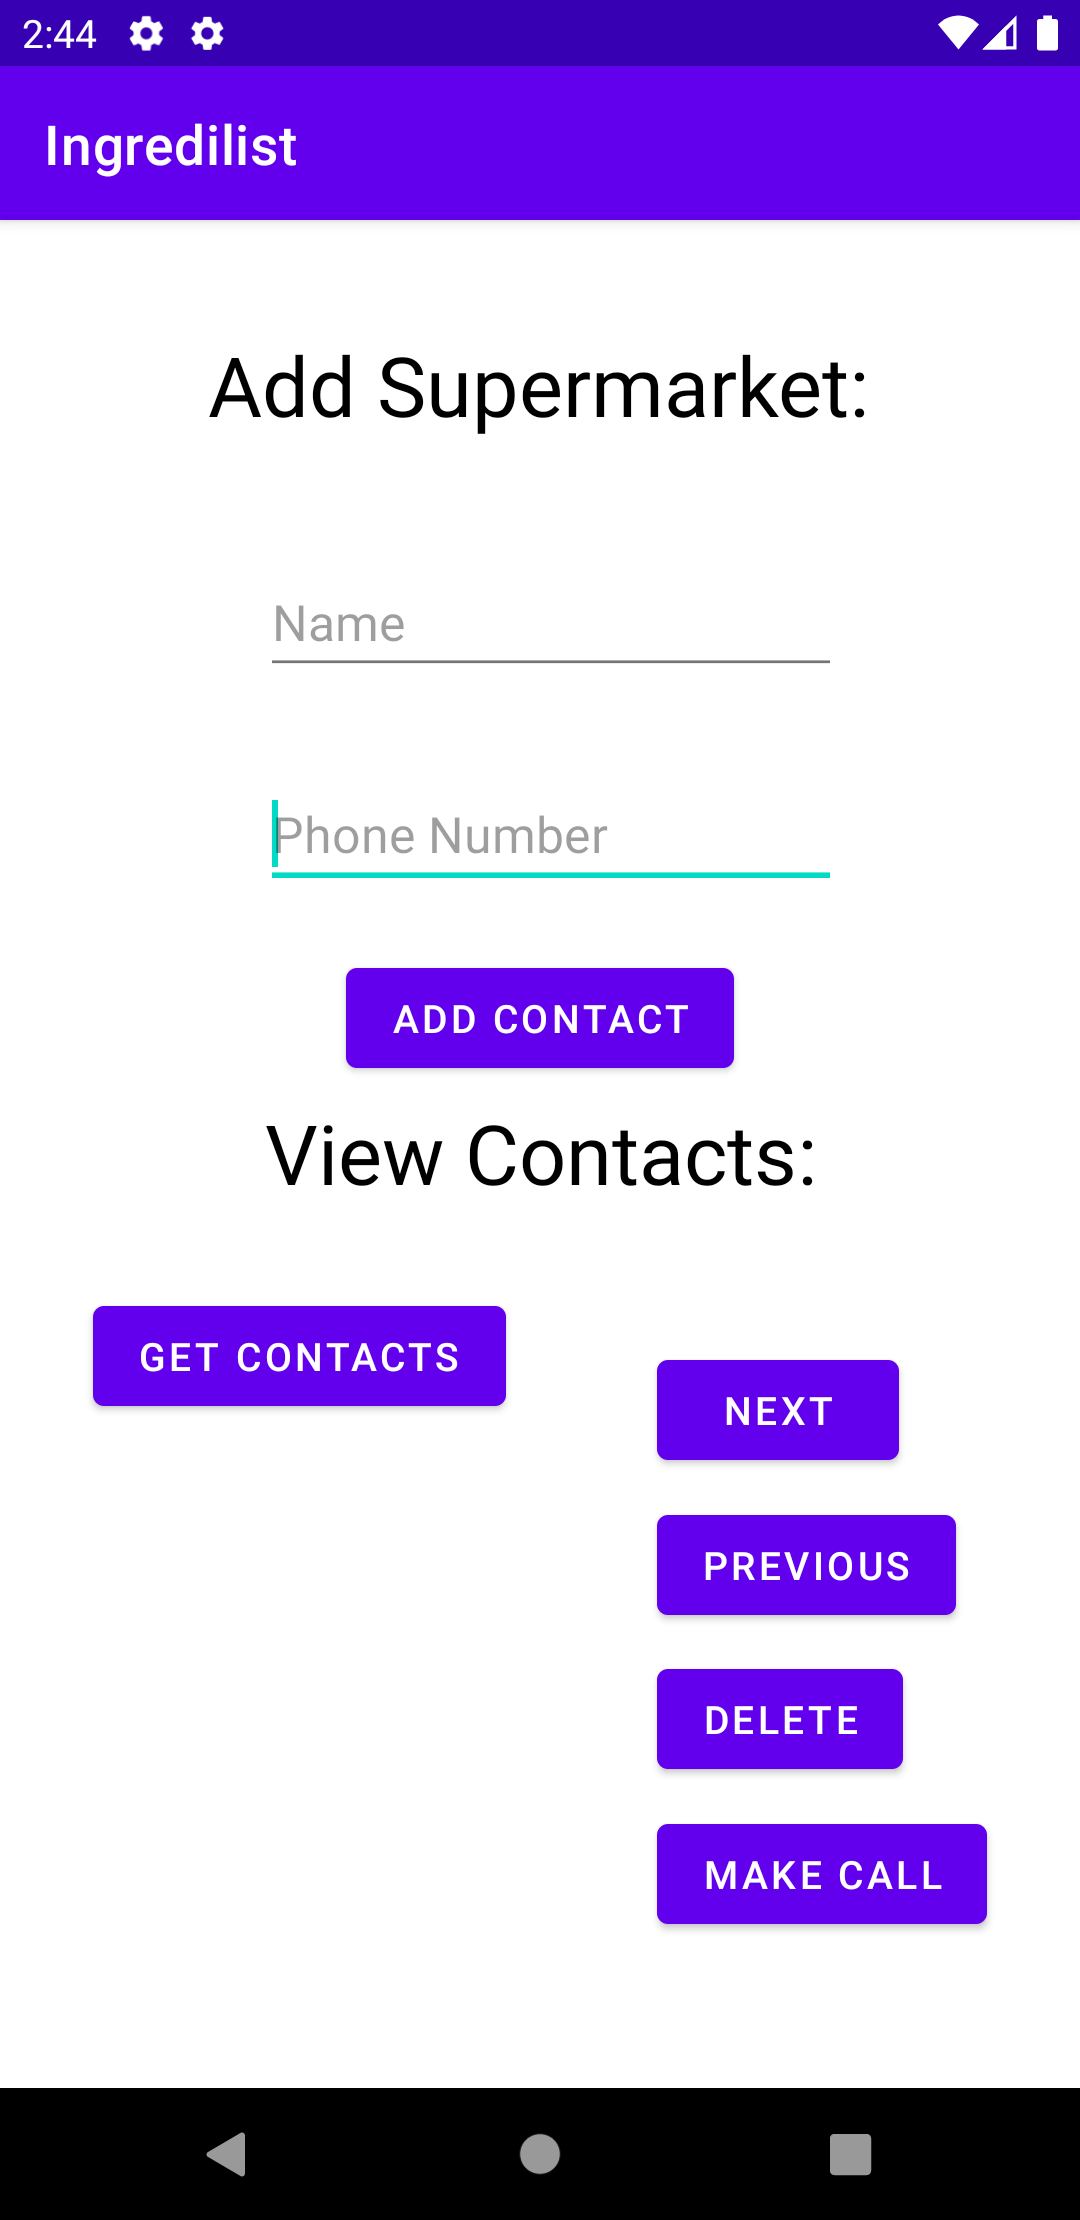 2:44
Ingredilist
Add Supermarket:
Name
Phone Number
ADD CONTACT
View Contacts:
GET CONTACTS
NEXT
PREVIOUS
DELETE
MAKE CALL